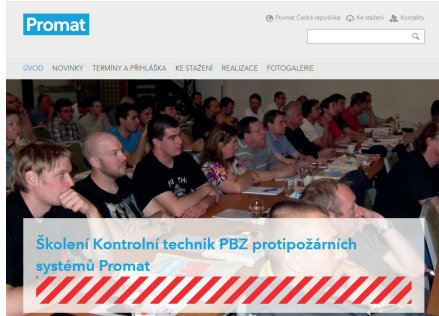 Promat
Promat Česká republika Ke stažení Kontakty
ÚVOD NOVINKY TERMÍNY A PŘIHLÁŠKA KE STAŽENÍ REALIZACE FOTOGALERIE
Školení Kontrolní technik PBZ protipožárních
systémů Promat